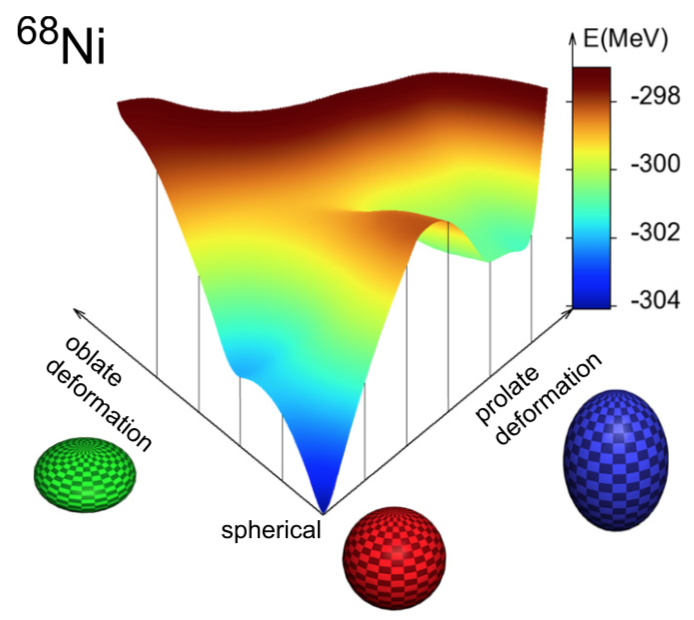 ⁶⁸Ni
E(MeV)
-298
-300
-302
-304
oblate
deformation
prolate
deformation
spherical